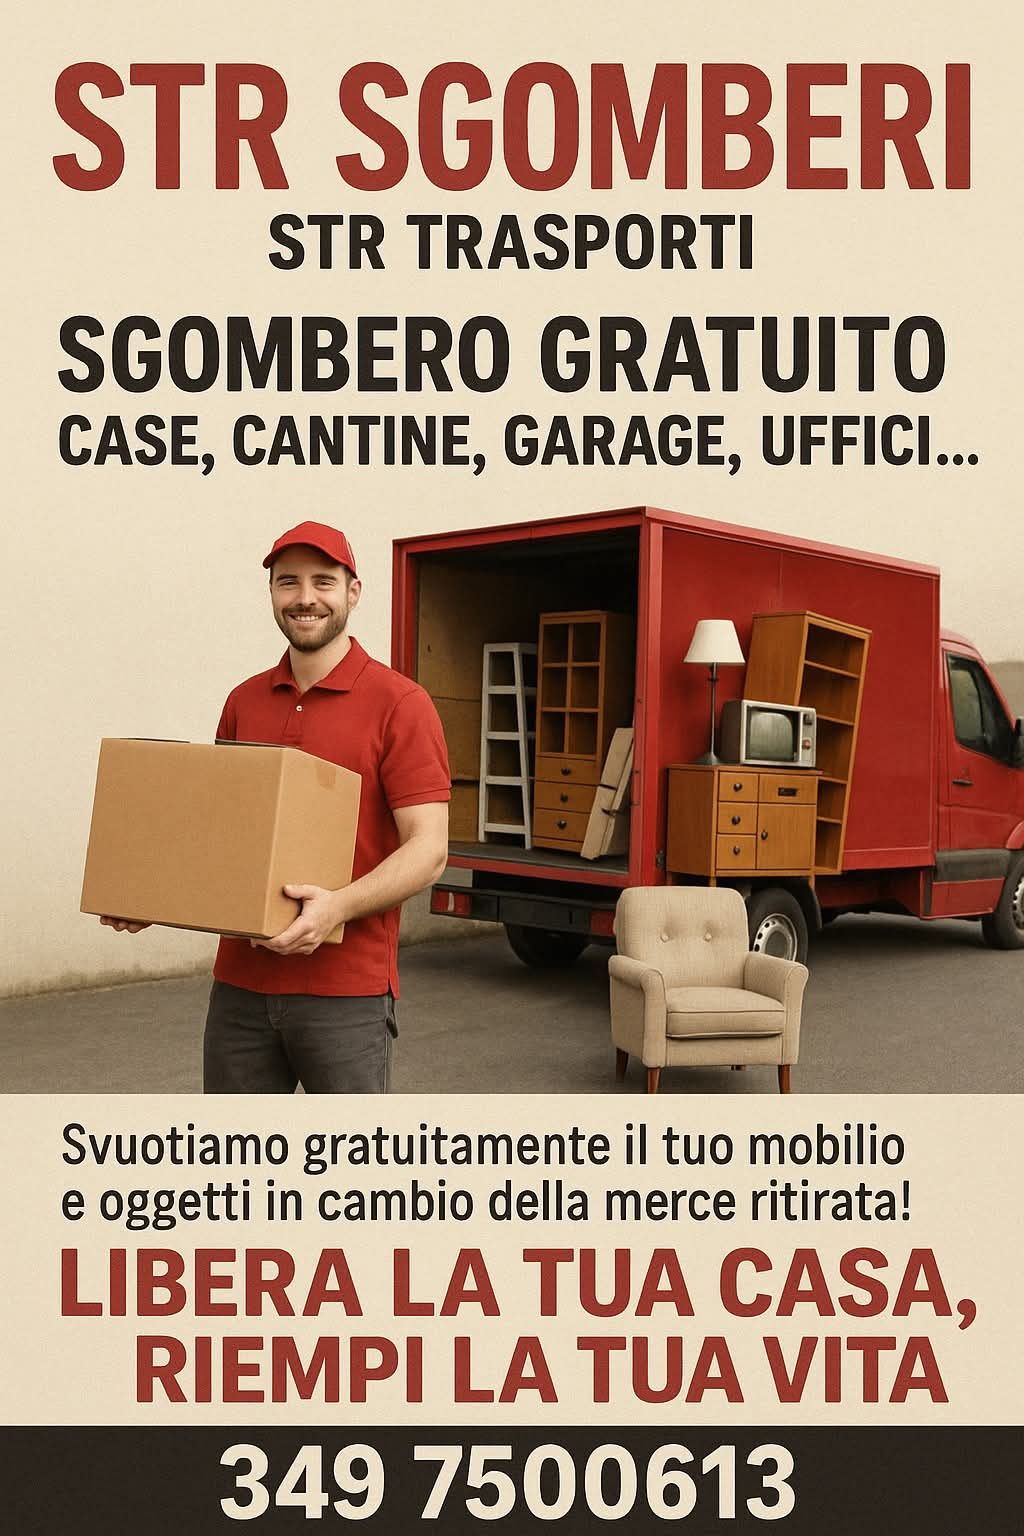 STR SGOMBERI
STR TRASPORTI
SGOMBERO GRATUITO
CASE, CANTINE, GARAGE, UFFICI...
Svuotiamo gratuitamente il tuo mobilio
e oggetti in cambio della merce ritirata!
LIBERA LA TUA CASA,
RIEMPI LA TUA VITA
349 7500613